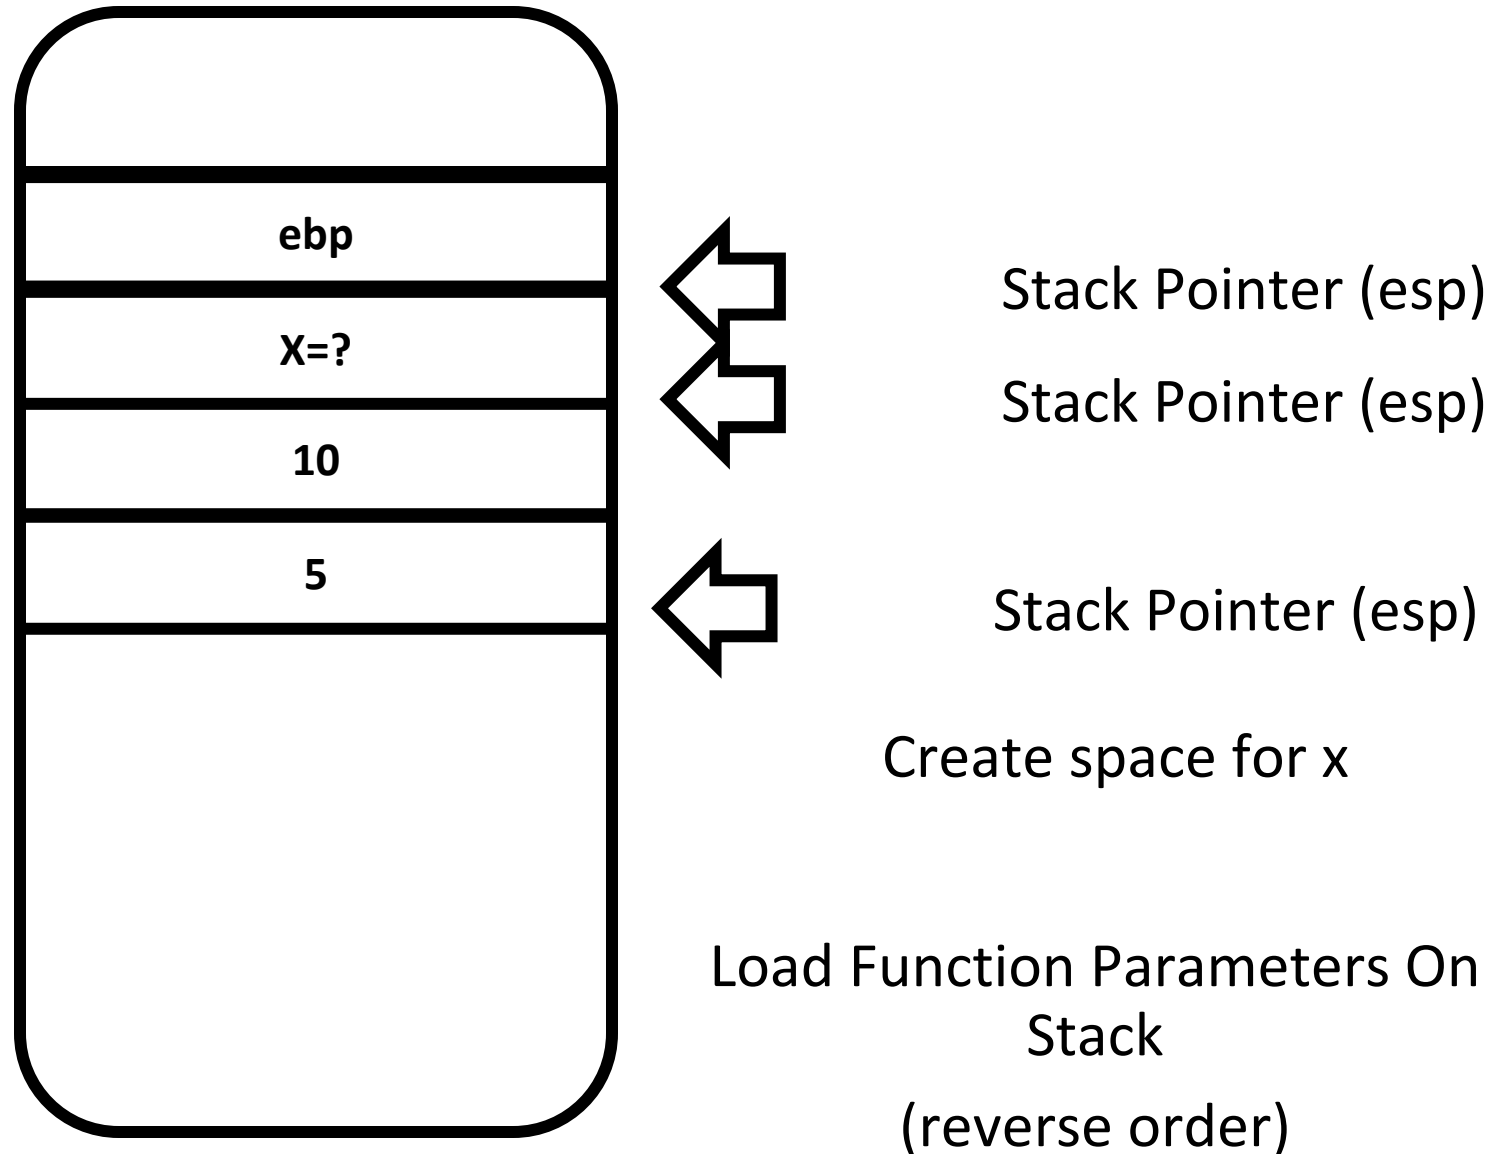 ebp
X=?
10
5
Stack Pointer (esp)
Stack Pointer (esp)
Stack Pointer (esp)
Create space for x
Load Function Parameters On
Stack
(reverse order)